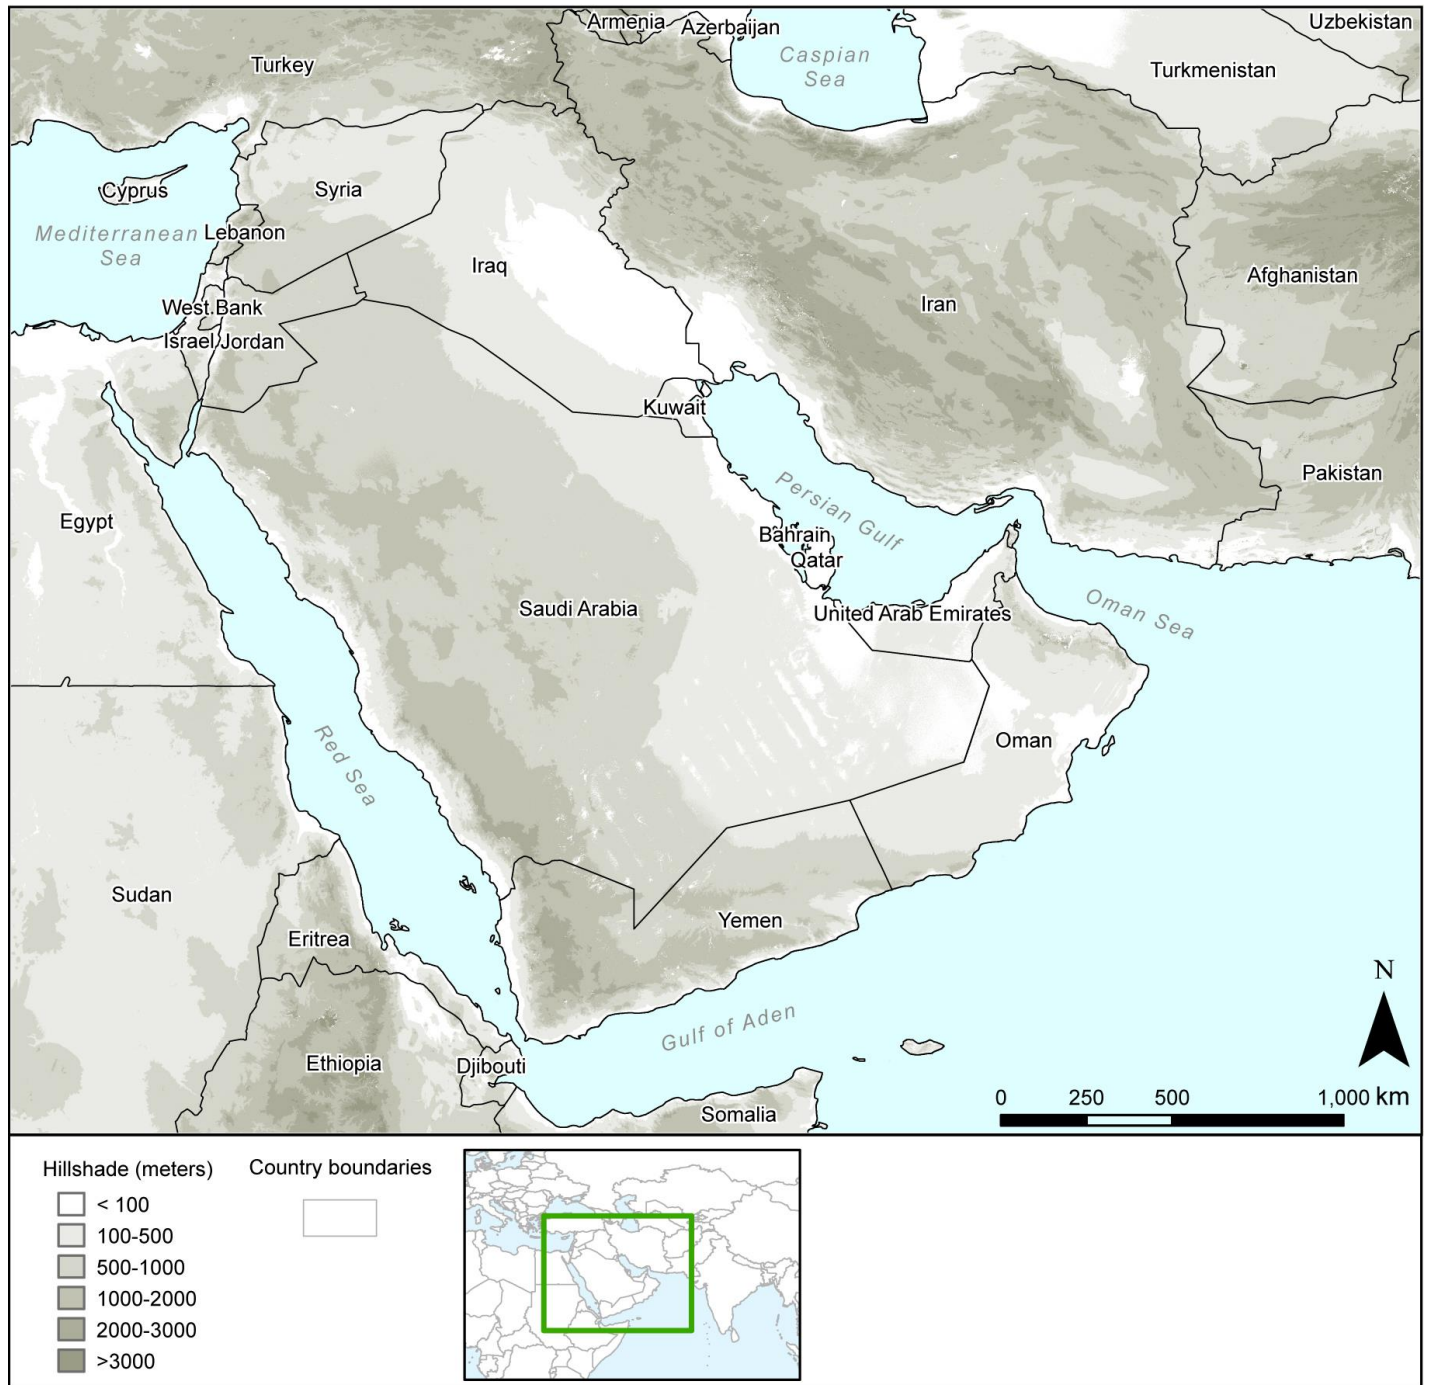 Armenia
Azerbaijan
Uzbekistan
Caspian
Sea
Turkey
Turkmenistan
Cyprus
Syria
Mediterranean
Sea
Lebanon
Iraq
Afghanistan
Iran
West Bank
Israel
Jordan
Kuwait
Pakistan
Persian Gulf
Egypt
Bahrain
Qatar
Saudi Arabia
United Arab Emirates
Oman Sea
Red Sea
Oman
Sudan
Yemen
Eritrea
N
Gulf of Aden
Ethiopia
Djibouti
Somalia
0 250 500 1,000 km
Hillshade (meters)
< 100
100-500
500-1000
1000-2000
2000-3000
>3000
Country boundaries